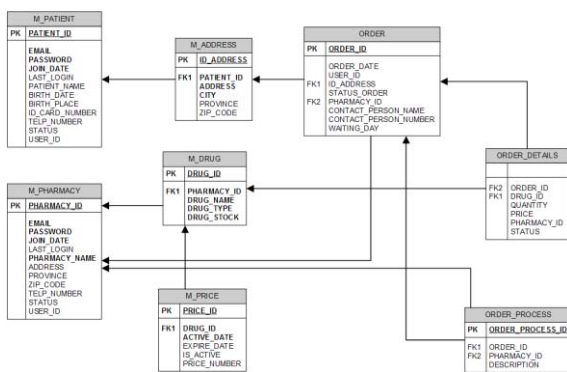 M_PATIENT
PK PATIENT_ID
EMAIL
PASSWORD
JOIN_DATE
LAST_LOGIN
PATIENT_NAME
BIRTH_DATE
BIRTH_PLACE
ID_CARD_NUMBER
TELP_NUMBER
STATUS
USER_ID
M_ADDRESS
PK ID_ADDRESS
FK1 PATIENT_ID
ADDRESS
CITY
PROVINCE
ZIP_CODE
ORDER
PK ORDER_ID
ORDER_DATE
USER_ID
FK1 ID_ADDRESS
STATUS_ORDER
FK2 PHARMACY_ID
CONTACT_PERSON_NAME
CONTACT_PERSON_NUMBER
WAITING_DAY
M_DRUG
PK DRUG_ID
FK1 PHARMACY_ID
DRUG_NAME
DRUG_TYPE
DRUG_STOCK
ORDER_DETAILS
FK2 ORDER_ID
FK1 DRUG_ID
QUANTITY
PRICE
PHARMACY_ID
STATUS
M_PHARMACY
PK PHARMACY_ID
EMAIL
PASSWORD
JOIN_DATE
LAST_LOGIN
PHARMACY_NAME
ADDRESS
PROVINCE
ZIP_CODE
TELP_NUMBER
STATUS
USER_ID
M_PRICE
PK PRICE_ID
FK1 DRUG_ID
ACTIVE_DATE
EXPIRE_DATE
IS_ACTIVE
PRICE_NUMBER
ORDER_PROCESS
PK ORDER_PROCESS_ID
FK1 ORDER_ID
FK2 PHARMACY_ID
DESCRIPTION